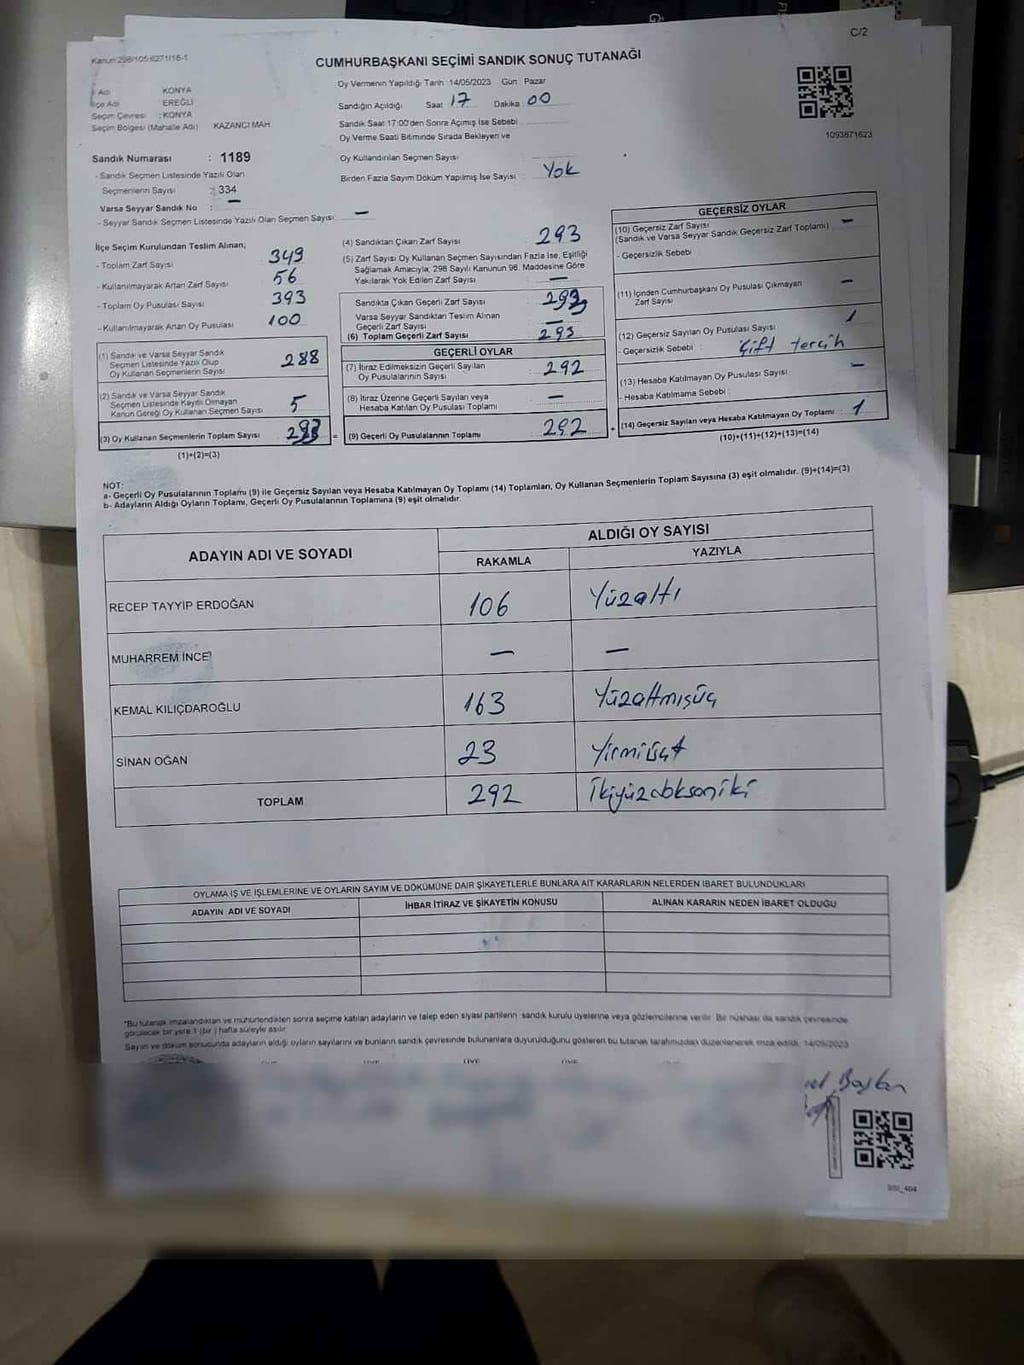 C/2
Kanun 298/105:6271/16-1
CUMHURBAŞKANI SEÇİMİ SANDIK SONUÇ TUTANAĞI
İl Adı KONYA
İlçe Adı EREĞLİ
Seçim Çevresi : KONYA
Seçim Bölgesi (Mahalle Adı) KAZANCI MAH.
Oy Vermenin Yapıldığı Tarih : 14/05/2023 Gün : Pazar
Sandığın Açıldığı Saat 17 Dakika 00
Sandık Saat 17:00'den Sonra Açımış İse Sebebi
Oy Verme Saati Bitiminde Sırada Bekleyen ve
Oy Kullandırılan Seçmen Sayısı
Birden Fazla Sayım Döküm Yapılmış İse Sayısı Yok
1093871623
Sandık Numarası : 1189
- Sandık Seçmen Listesinde Yazılı Olan
Seçmenlerin Sayısı : 334
Varsa Seyyar Sandık No : —
- Seyyar Sandık Seçmen Listesinde Yazılı Olan Seçmen Sayısı —
İlçe Seçim Kurulundan Teslim Alınan;
- Toplam Zarf Sayısı 349
- Kullanılmayarak Artan Zarf Sayısı 56
- Toplam Oy Pusulası Sayısı 393
- Kullanılmayarak Artan Oy Pusulası 100
(1) Sandık ve Varsa Seyyar Sandık
Seçmen Listesinde Yazılı Olup
Oy Kullanan Seçmenlerin Sayısı 288
(2) Sandık ve Varsa Seyyar Sandık
Seçmen Listesinde Kayıtlı Olmayan
Kanun Gereği Oy Kullanan Seçmen Sayısı 5
(3) Oy Kullanan Seçmenlerin Toplam Sayısı 293 =
(1)+(2)=(3)
(4) Sandıktan Çıkan Zarf Sayısı 293
(5) Zarf Sayısı Oy Kullanan Seçmen Sayısından Fazla İse, Eşitliği
Sağlamak Amacıyla, 298 Sayılı Kanunun 98. Maddesine Göre
Yakılarak Yok Edilen Zarf Sayısı —
Sandıkta Çıkan Geçerli Zarf Sayısı 293
Varsa Seyyar Sandıktan Teslim Alınan
Geçerli Zarf Sayısı —
(6) Toplam Geçerli Zarf Sayısı 293
GEÇERLİ OYLAR
(7) İtiraz Edilmeksizin Geçerli Sayılan
Oy Pusulalarının Sayısı 292
(8) İtiraz Üzerine Geçerli Sayılan veya
Hesaba Katılan Oy Pusulası Toplamı —
(9) Geçerli Oy Pusulalarının Toplamı 292 +
GEÇERSİZ OYLAR
(10) Geçersiz Zarf Sayısı —
(Sandık ve Varsa Seyyar Sandık Geçersiz Zarf Toplamı)
- Geçersizlik Sebebi :
(11) İçinden Cumhurbaşkanı Oy Pusulası Çıkmayan
Zarf Sayısı —
(12) Geçersiz Sayılan Oy Pusulası Sayısı 1
- Geçersizlik Sebebi : Çift tercih
(13) Hesaba Katılmayan Oy Pusulası Sayısı —
- Hesaba Katılmama Sebebi :
(14) Geçersiz Sayılan veya Hesaba Katılmayan Oy Toplamı 1
(10)+(11)+(12)+(13)=(14)
NOT:
a- Geçerli Oy Pusulalarının Toplamı (9) ile Geçersiz Sayılan veya Hesaba Katılmayan Oy Toplamı (14) Toplamları, Oy Kullanan Seçmenlerin Toplam Sayısına (3) eşit olmalıdır. (9)+(14)=(3)
b- Adayların Aldığı Oyların Toplamı, Geçerli Oy Pusulalarının Toplamına (9) eşit olmalıdır.
ADAYIN ADI VE SOYADI ALDIĞI OY SAYISI
RAKAMLA YAZIYLA
RECEP TAYYİP ERDOĞAN 106 Yüzaltı
MUHARREM İNCE — —
KEMAL KILIÇDAROĞLU 163 Yüzaltmışüç
SİNAN OĞAN 23 Yirmiüç
TOPLAM 292 İkiyüzdoksaniki
OYLAMA İŞ VE İŞLEMLERİNE VE OYLARIN SAYIM VE DÖKÜMÜNE DAİR ŞİKAYETLERLE BUNLARA AİT KARARLARIN NELERDEN İBARET BULUNDUKLARI
ADAYIN ADI VE SOYADI İHBAR İTİRAZ VE ŞİKAYETİN KONUSU ALINAN KARARIN NEDEN İBARET OLDUĞU
*Bu tutanak imzalandıktan ve mühürlendikten sonra seçime katılan adayların ve talep eden siyasi partilerin sandık kurulu üyelerine veya gözlemcilerine verilir. Bir nüshası da sandık çevresinde
görülecek bir yere 1 (bir) hafta süreyle asılır.
Sayım ve döküm sonucunda adayların aldığı oyların sayılarını ve bunların sandık çevresinde bulunanlara duyurulduğunu gösteren bu tutanak tarafımızdan düzenlenerek imza edildi. 14/05/2023